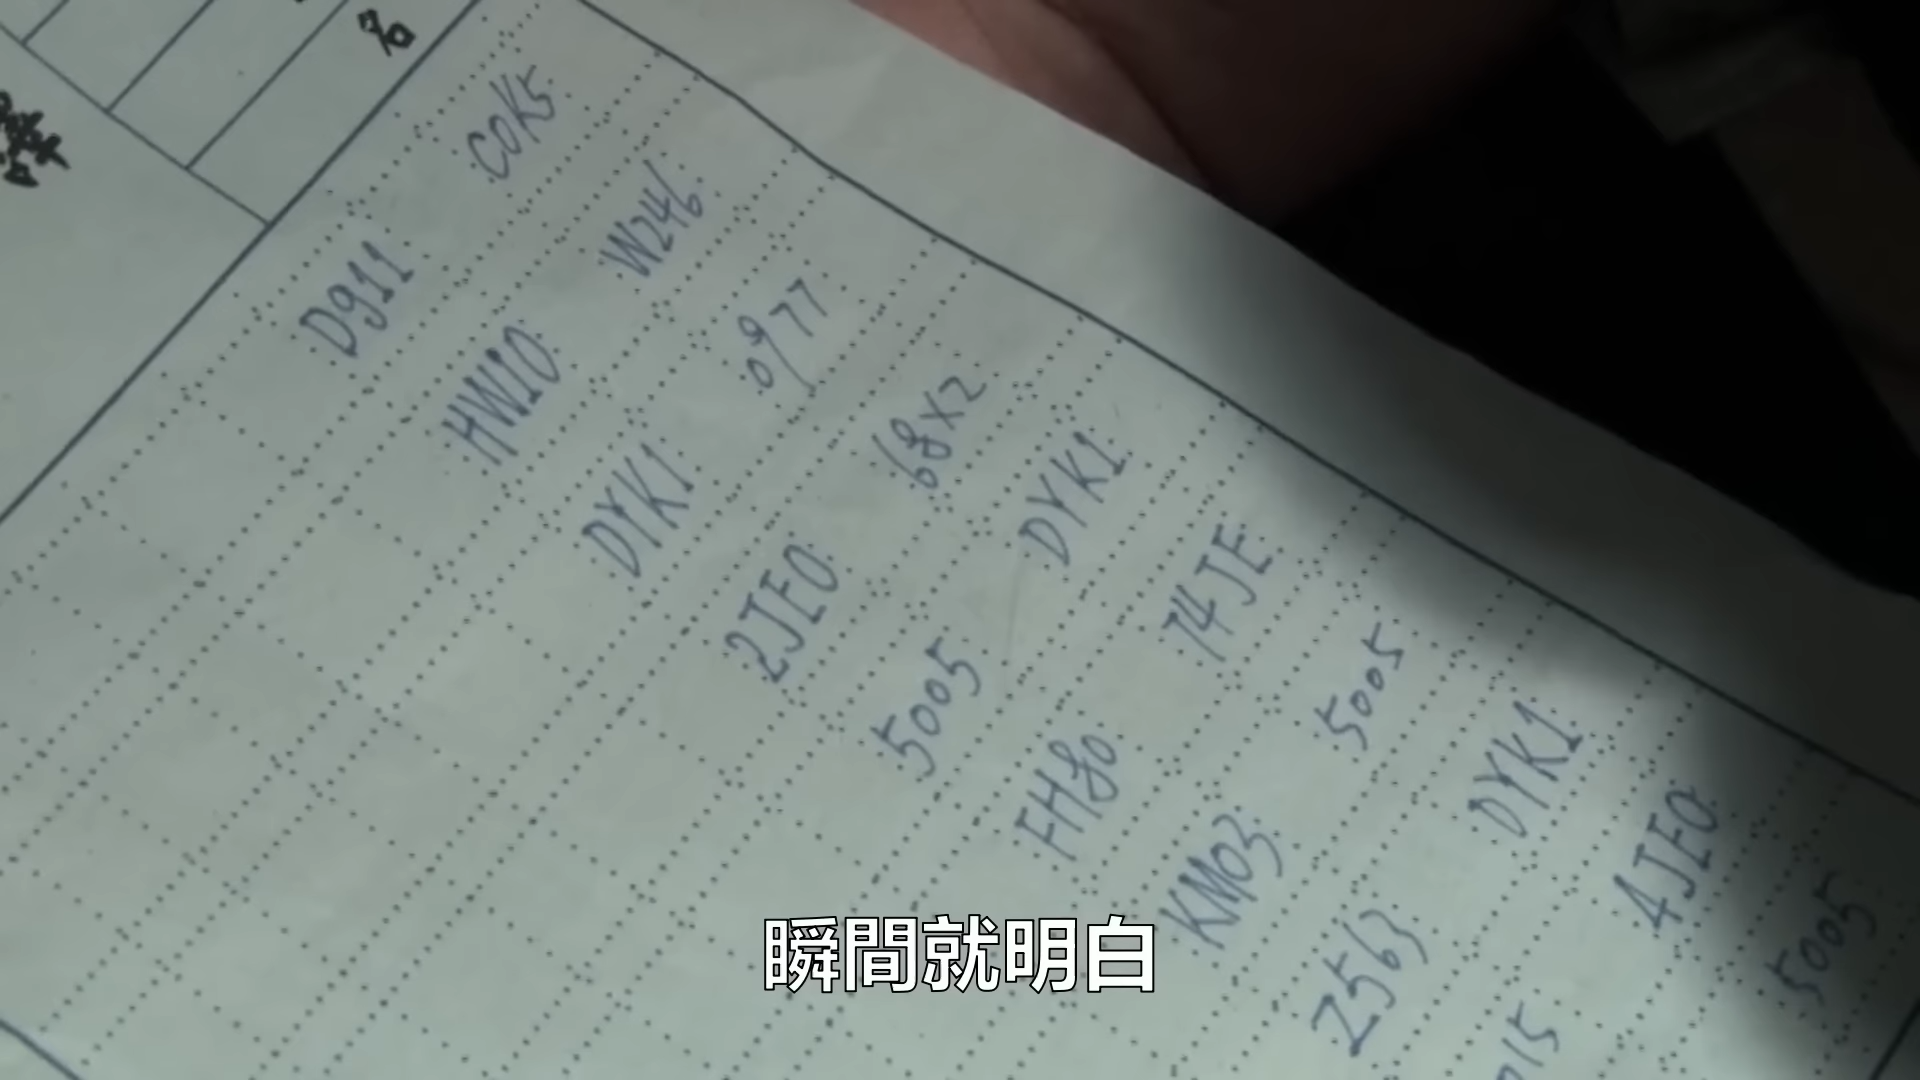 %
D911 COK5
HW10 W246
DYK1 0977
2JE0 68X2
5005 DYK1
FH80 74JE
KM03 5005
Z563 DYK1
4JE0
5005
瞬間就明白